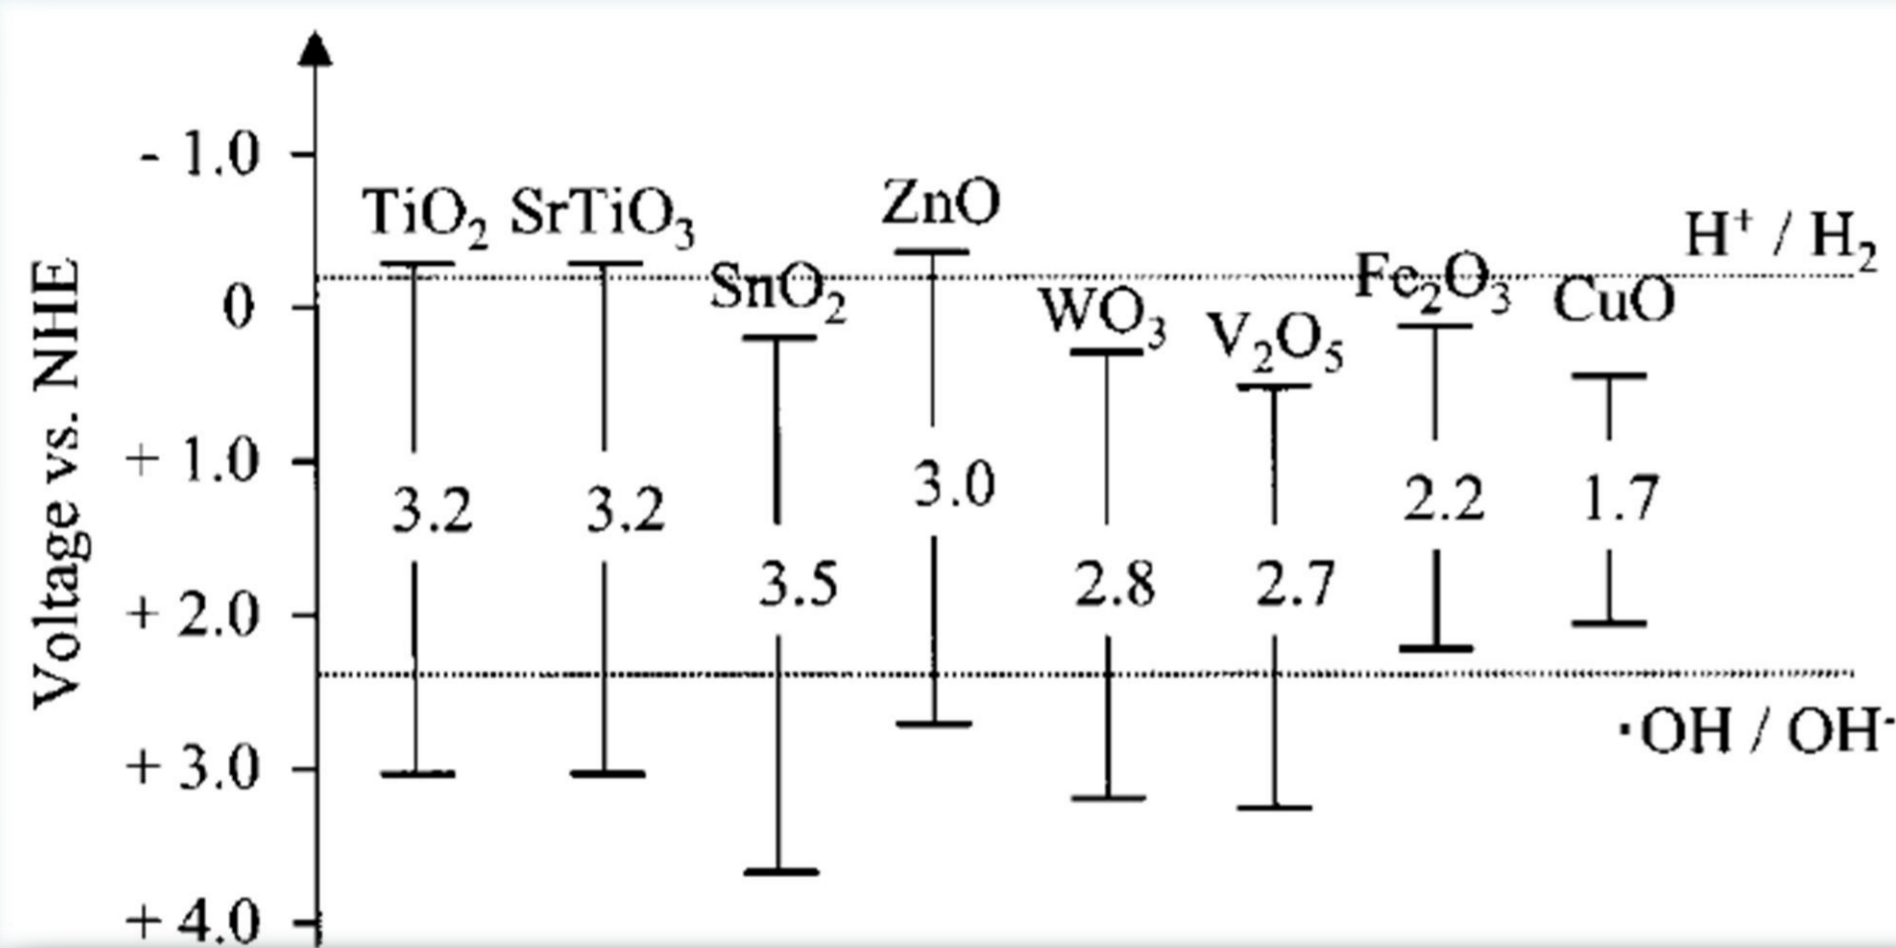 - 1.0
0
+ 1.0
+ 2.0
+ 3.0
+ 4.0
Voltage vs. NHE
TiO₂
SrTiO₃
SnO₂
ZnO
WO₃
V₂O₅
Fe₂O₃
CuO
H⁺ / H₂
3.2
3.2
3.5
3.0
2.8
2.7
2.2
1.7
·OH / OH⁻